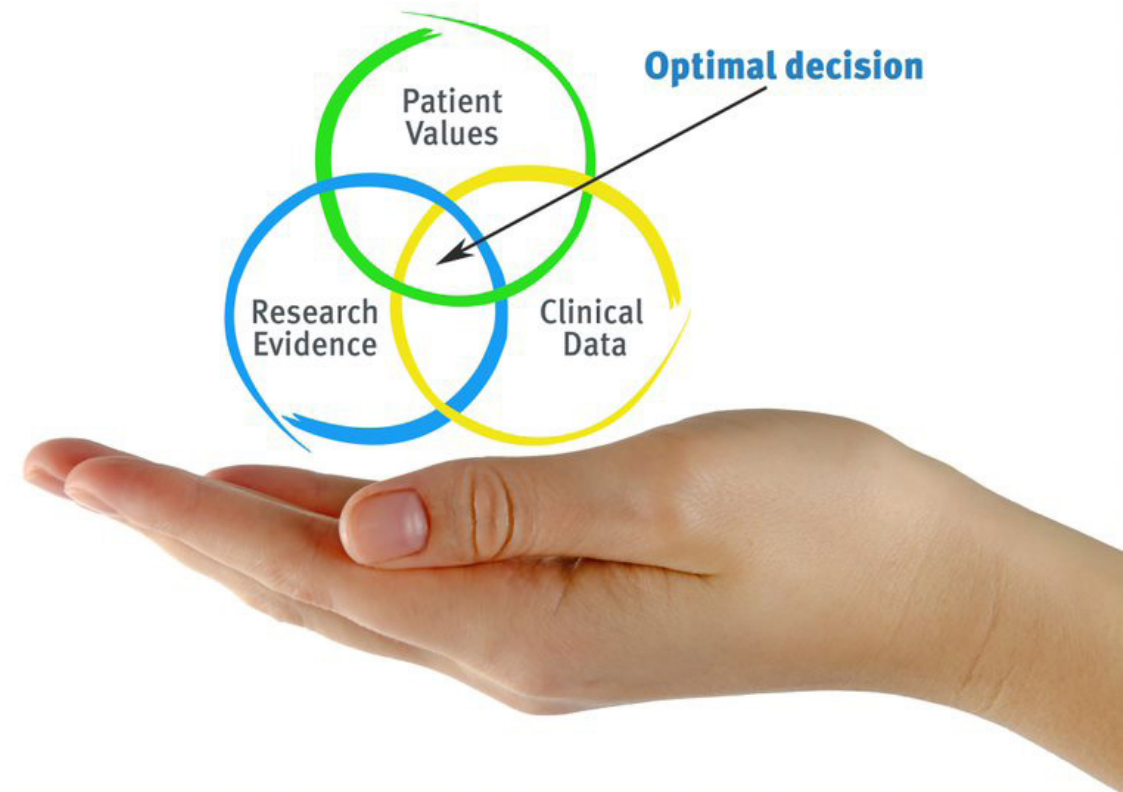 Optimal decision
Patient
Values
Research
Evidence
Clinical
Data